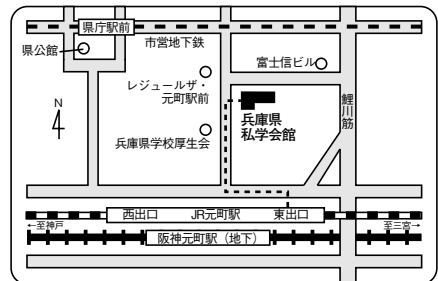 県庁駅前
県公館
市営地下鉄
富士信ビル
レジュールザ・
元町駅前
N
兵庫県
私学会館
鯉川筋
兵庫県学校厚生会
西出口
JR元町駅
東出口
←至神戸
至三宮→
阪神元町駅（地下）